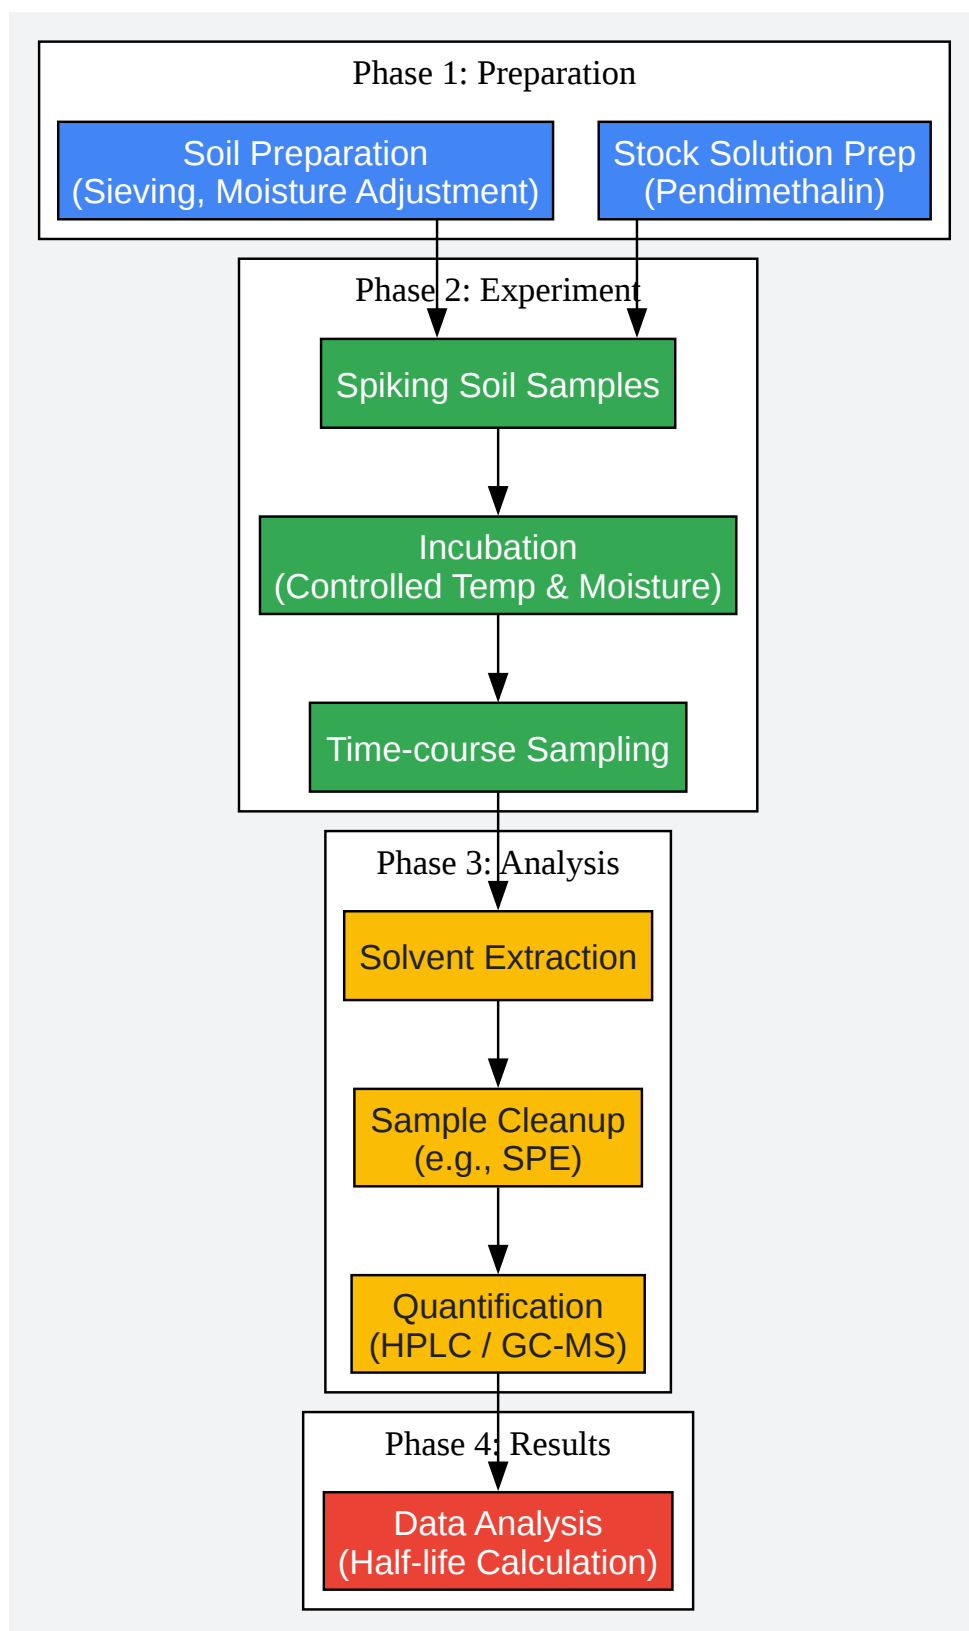 Phase 1: Preparation
Soil Preparation
(Sieving, Moisture Adjustment)
Stock Solution Prep
(Pendimethalin)
Phase 2: Experiment
Spiking Soil Samples
Incubation
(Controlled Temp & Moisture)
Time-course Sampling
Phase 3: Analysis
Solvent Extraction
Sample Cleanup
(e.g., SPE)
Quantification
(HPLC / GC-MS)
Phase 4: Results
Data Analysis
(Half-life Calculation)